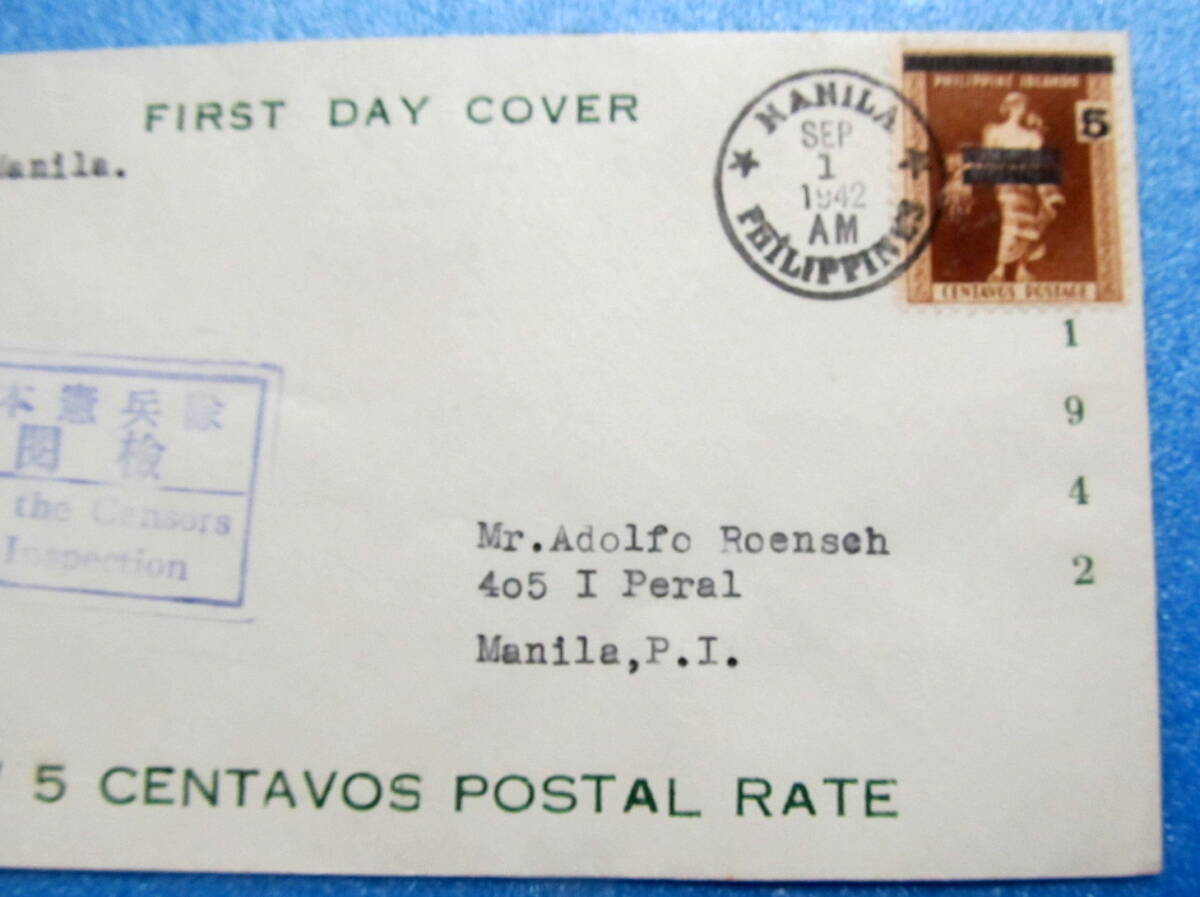 FIRST DAY COVER
Manila.
MANILA
SEP
1
1942
AM
PHILIPPINES
PHILIPPINE ISLANDS
5
CENTAVOS POSTAGE
1
9
4
2
本憲兵隊
閲検
the Censors
Inspection
Mr.Adolfo Roensch
405 I Peral
Manila,P.I.
5 CENTAVOS POSTAL RATE